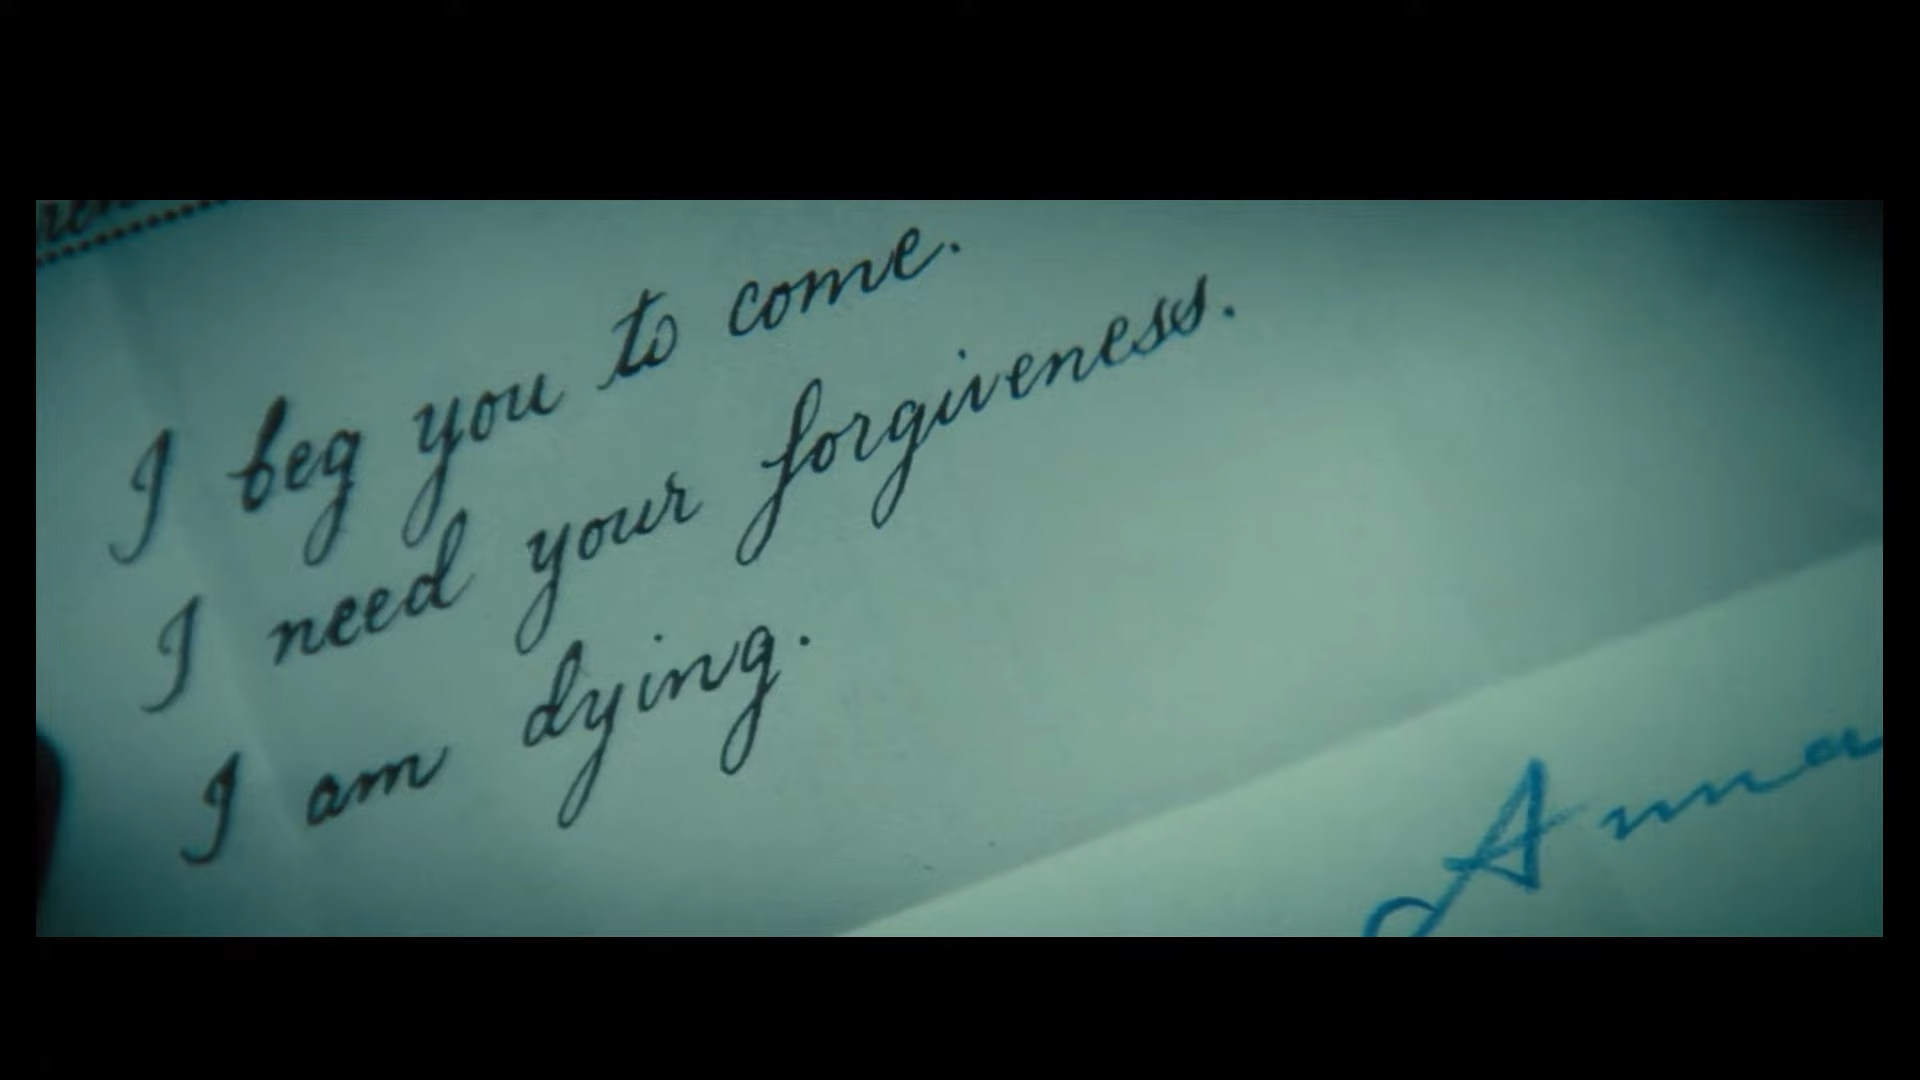 I beg you to come.
I need your forgiveness.
I am dying.
Anna